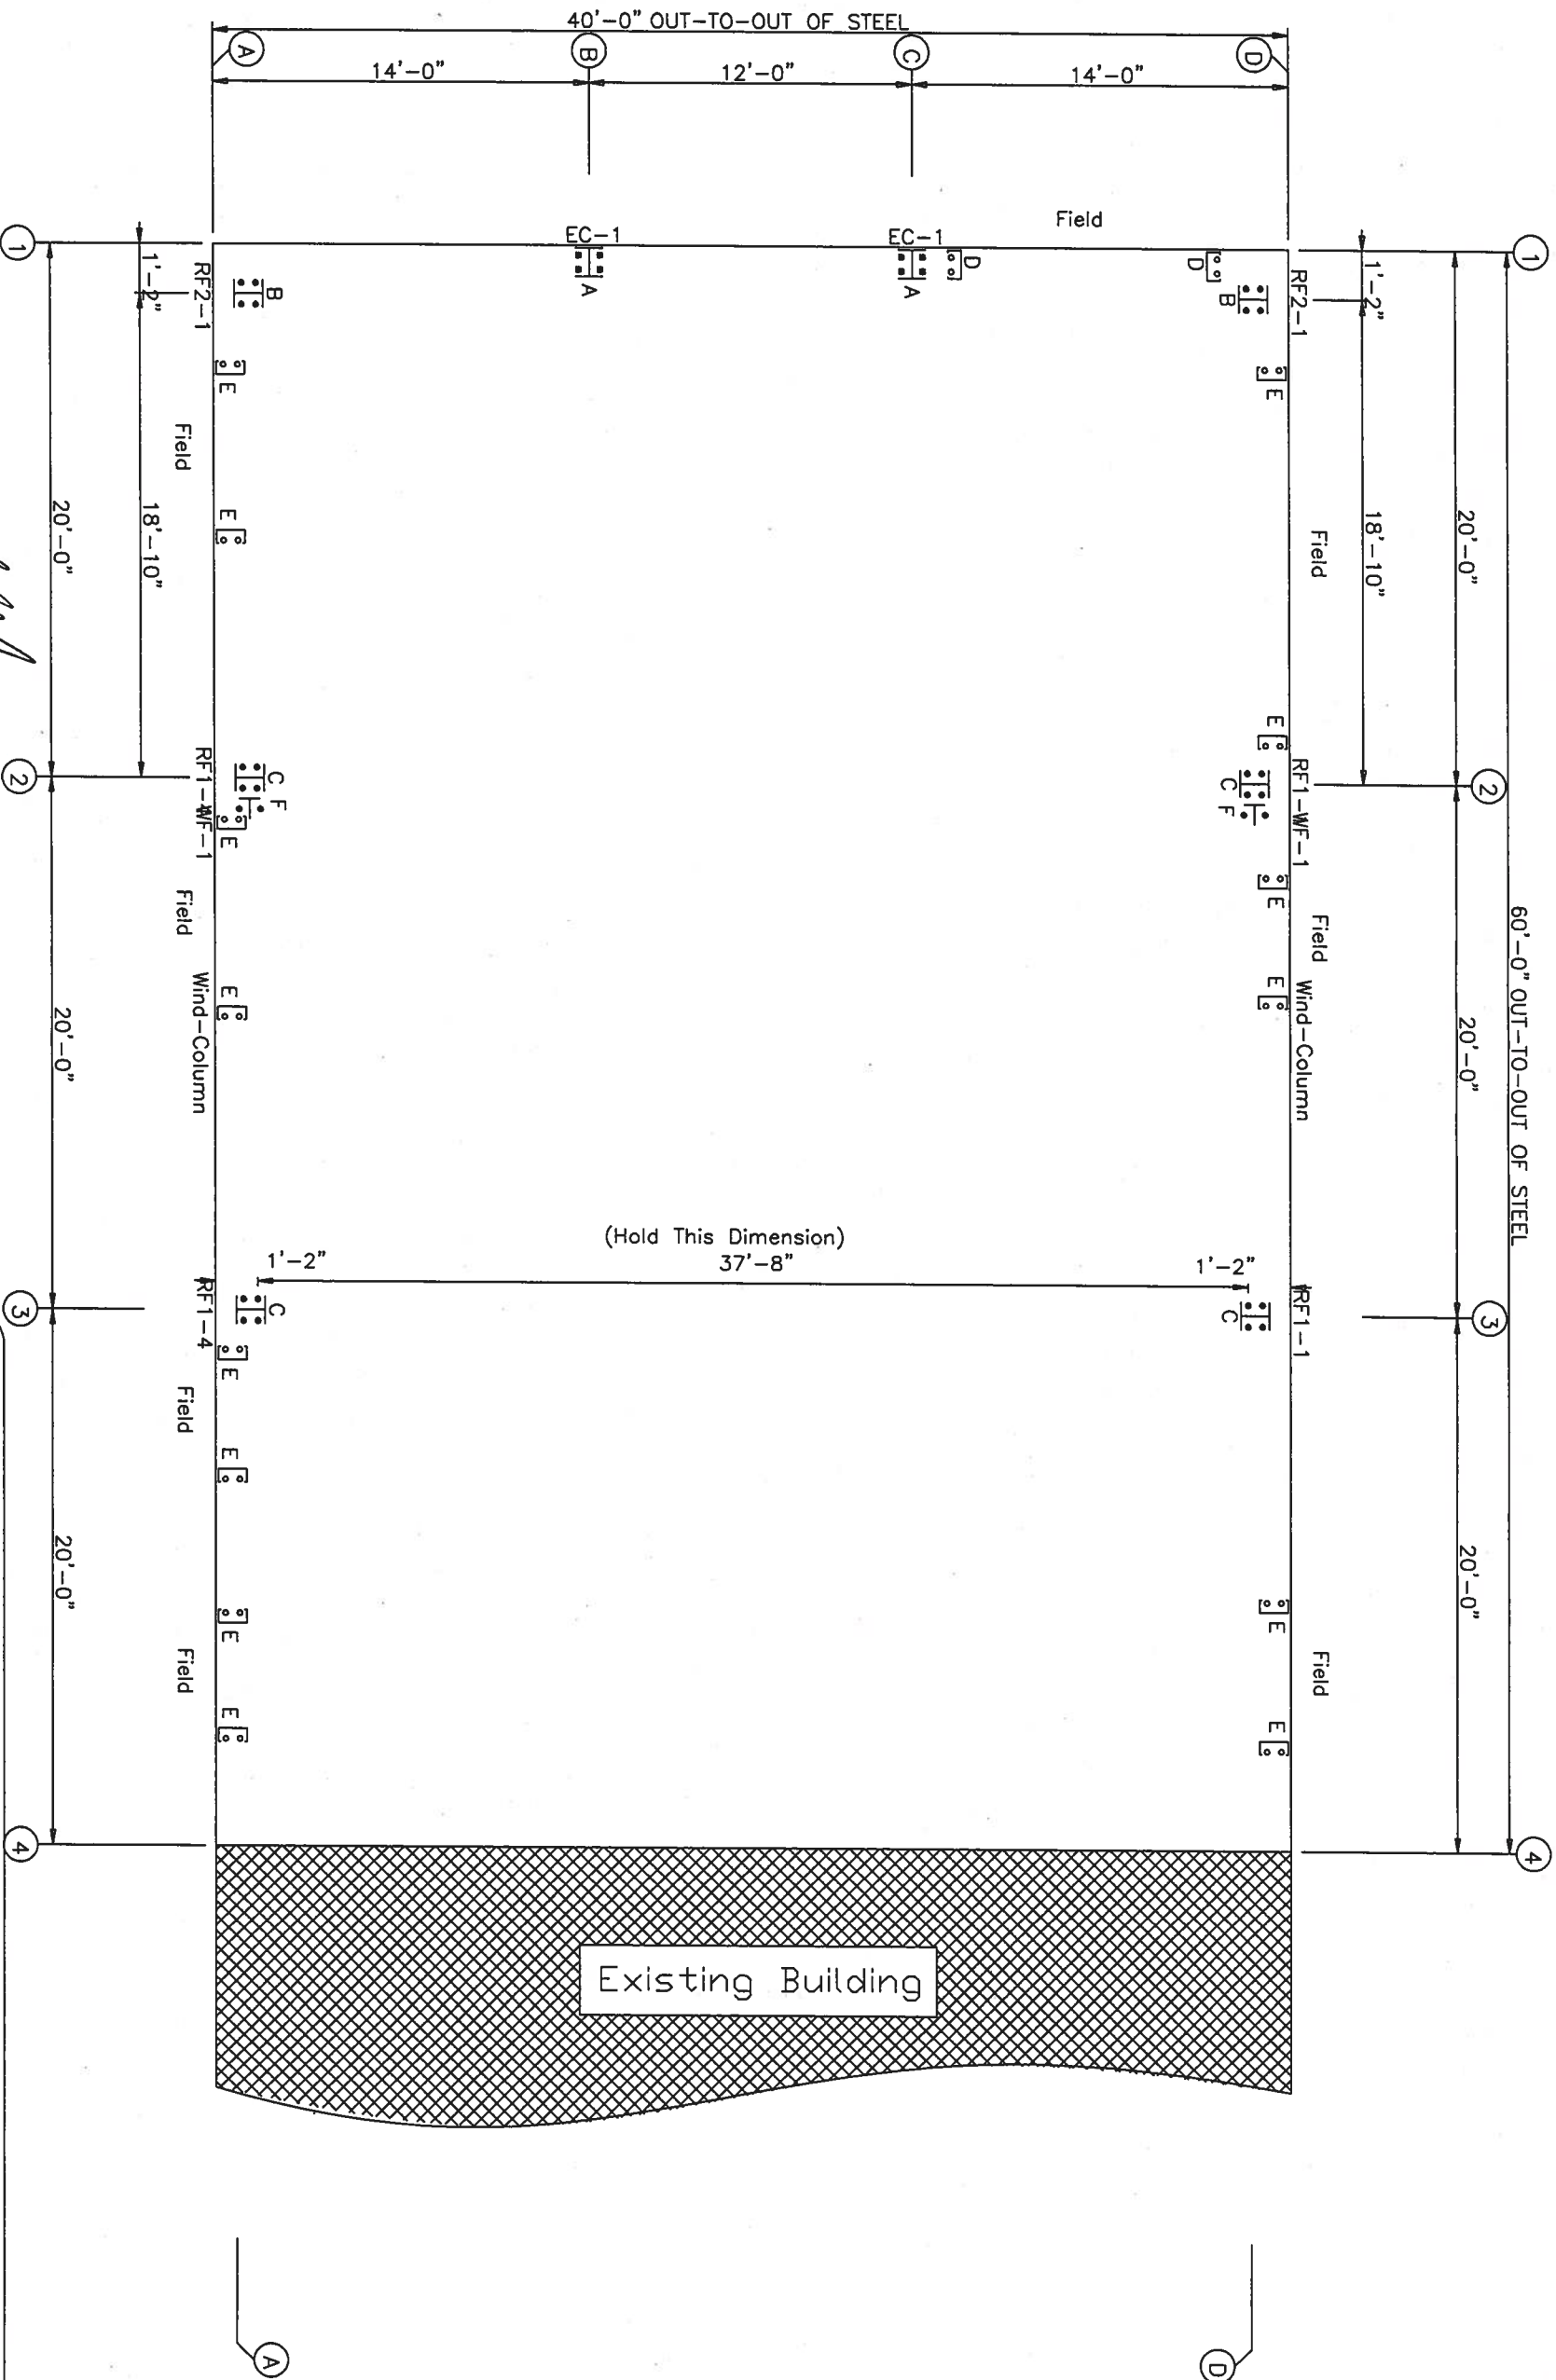 40'-0" OUT-TO-OUT OF STEEL
A
B
C
D
14'-0"
12'-0"
14'-0"
Field
EC-1
EC-1
A
A
D
D
1
1
1'-2"
1'-2"
RF2-1
RF2-1
B
B
E
E
Field
Field
E
18'-10"
18'-10"
20'-0"
20'-0"
60'-0" OUT-TO-OUT OF STEEL
E
2
2
RF1-4
WF-1
RF1-WF-1
C
F
C
F
E
E
Field
Field
E
E
Wind-Column
Wind-Column
20'-0"
20'-0"
(Hold This Dimension)
37'-8"
1'-2"
1'-2"
3
3
RF1-4
RF1-1
C
C
E
Field
E
20'-0"
20'-0"
E
E
Field
Field
E
E
4
4
Existing Building
A
D